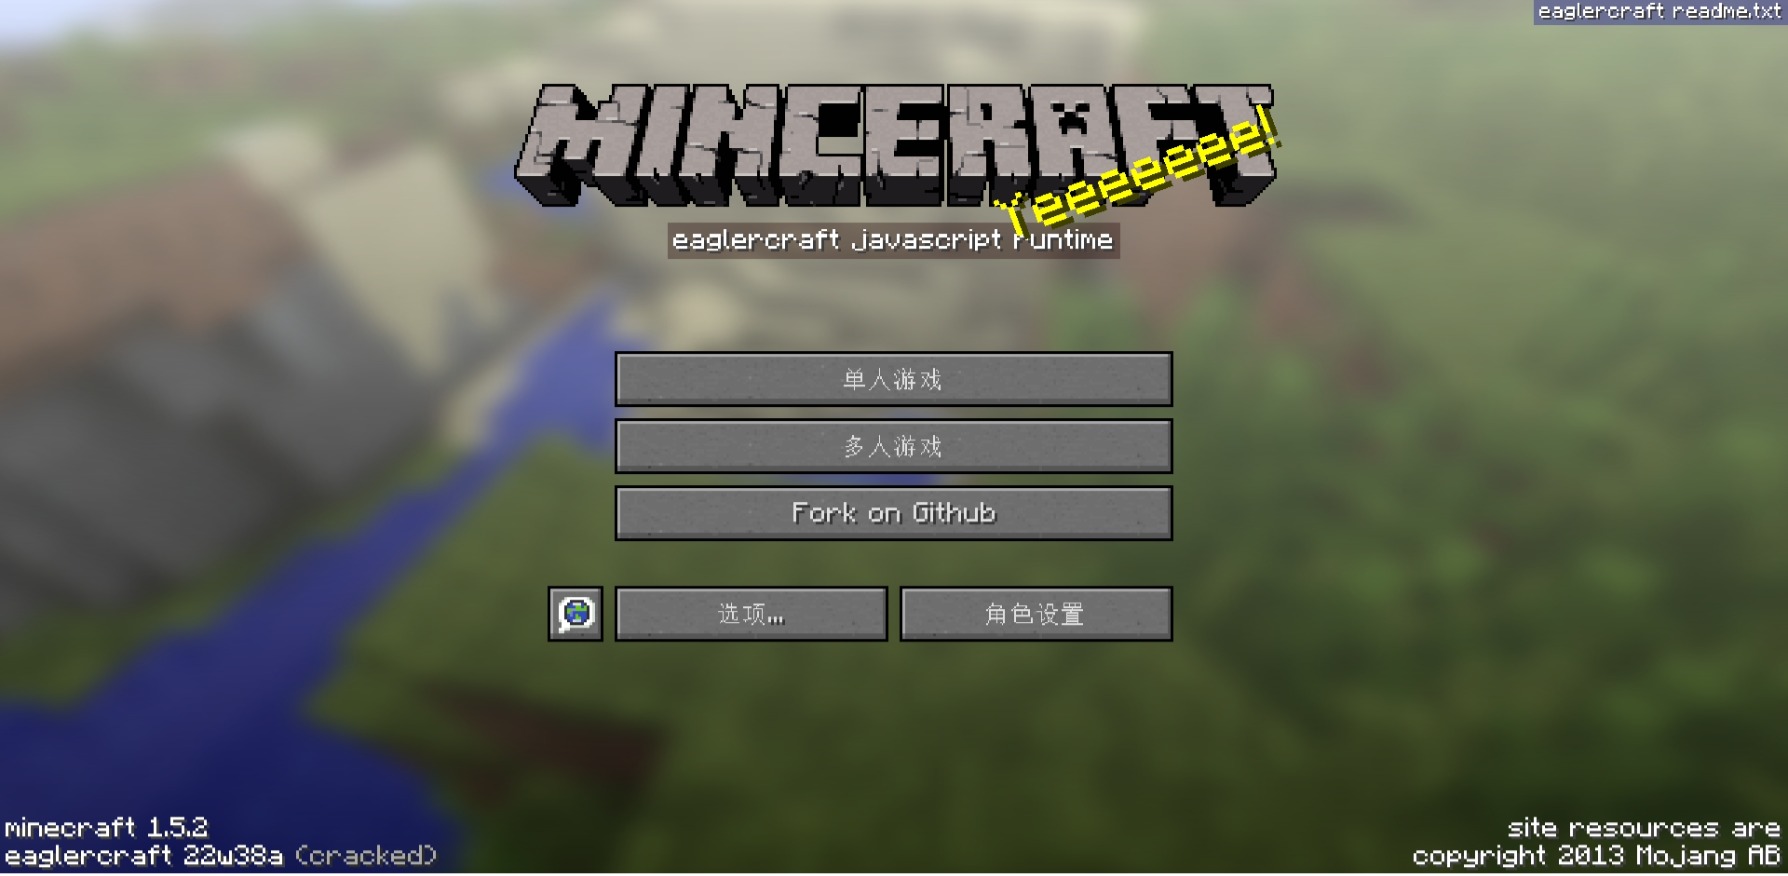 eaglercraft readme.txt
MINCERAFT
Yeeeeeee!
eaglercraft javascript runtime
单人游戏
多人游戏
Fork on Github
选项...
角色设置
minecraft 1.5.2
eaglercraft 22w38a (cracked)
site resources are
copyright 2013 Mojang AB